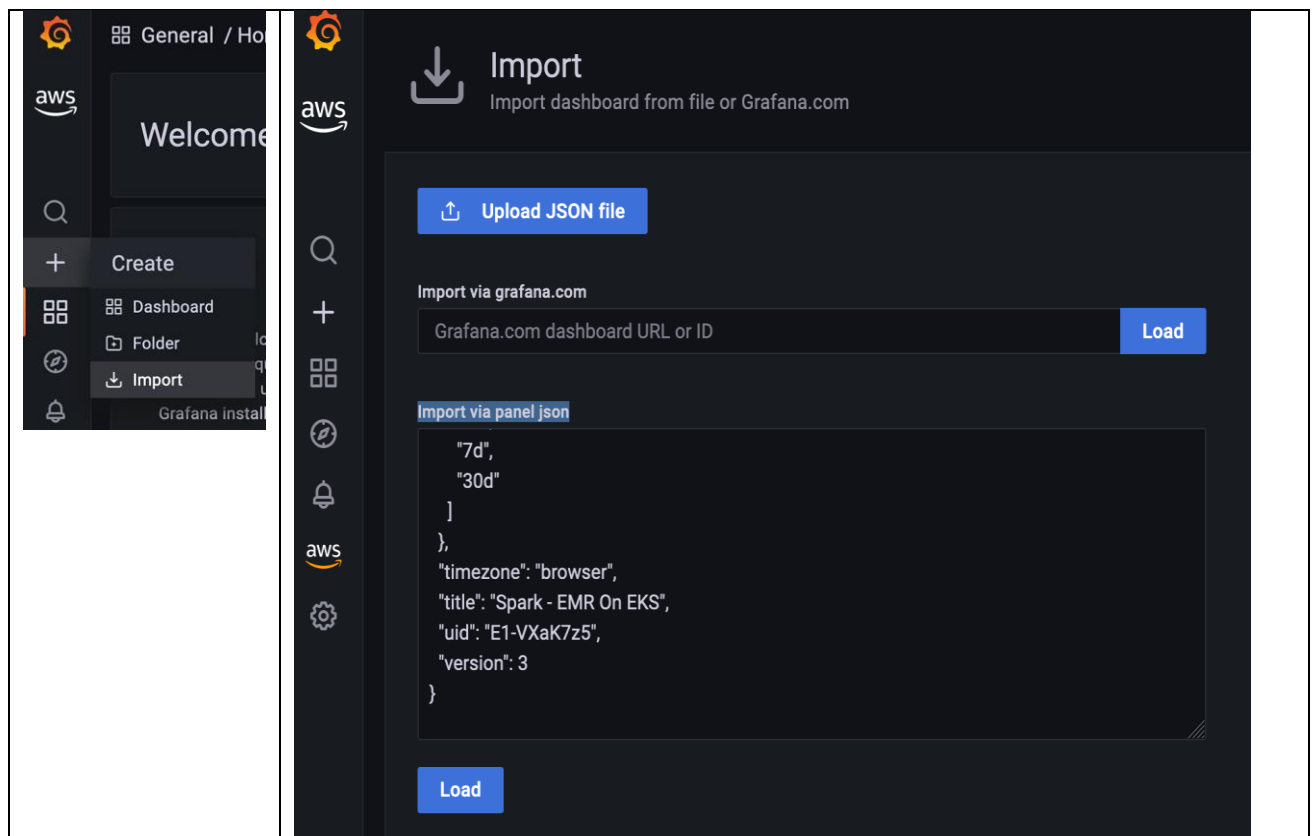 General / Ho
aws
Welcome
Create
Dashboard
Folder
Import
Grafana install
Import
Import dashboard from file or Grafana.com
aws
Upload JSON file
Import via grafana.com
Grafana.com dashboard URL or ID
Load
Import via panel json
"7d",
"30d"
]
},
"timezone": "browser",
"title": "Spark - EMR On EKS",
"uid": "E1-VXaK7z5",
"version": 3
}
aws
Load